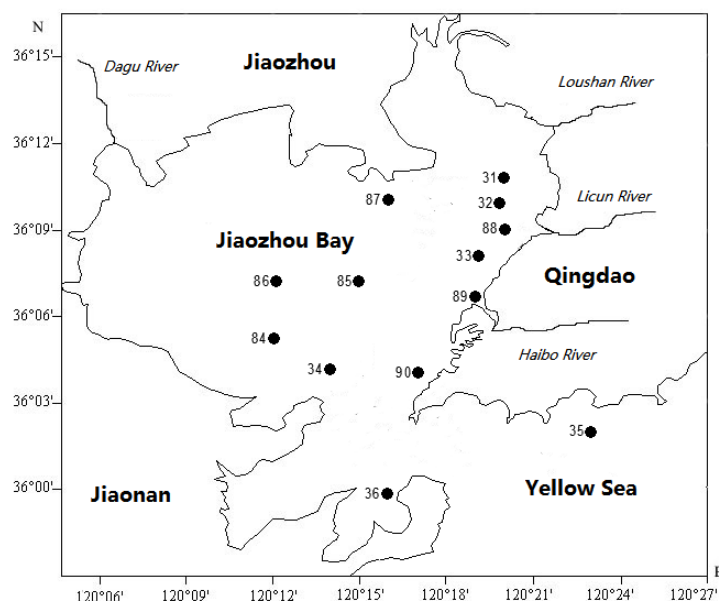 N
36°15'
Jiaozhou
Dagu River
Loushan River
36°12'
31
87
32
Licun River
36°09'
88
Jiaozhou Bay
33
Qingdao
86
85
89
36°06'
84
Haibo River
34
90
36°03'
35
36°00'
Jiaonan
36
Yellow Sea
E
120°06'
120°09'
120°12'
120°15'
120°18'
120°21'
120°24'
120°27'